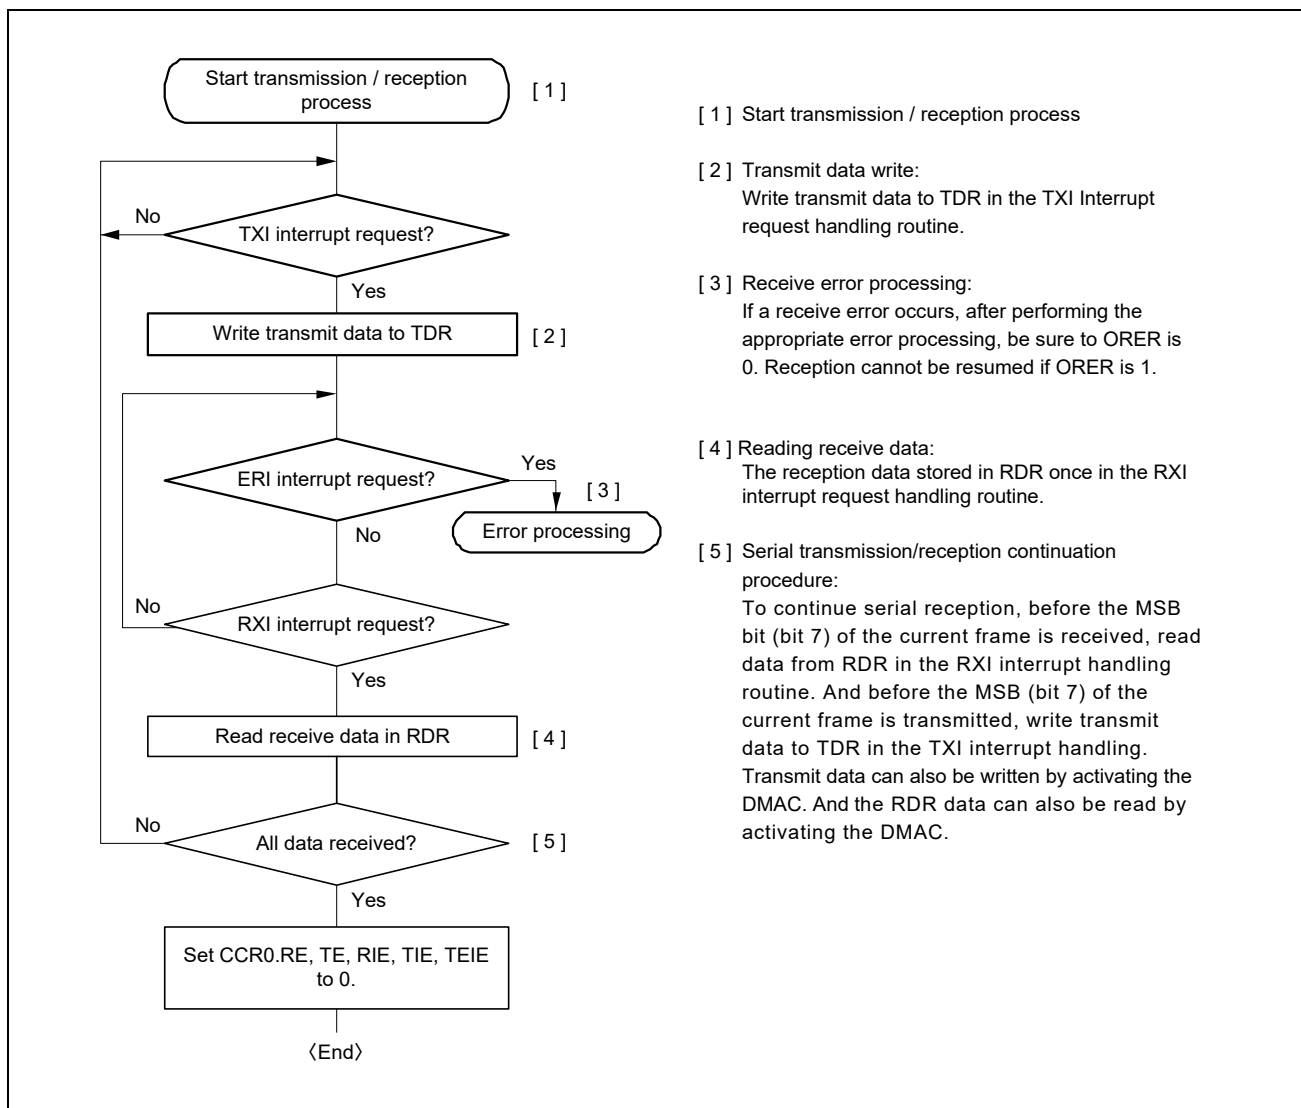 Start transmission / reception
process
[ 1 ]
No
TXI interrupt request?
Yes
Write transmit data to TDR
[ 2 ]
ERI interrupt request?
Yes
[ 3 ]
Error processing
No
No
RXI interrupt request?
Yes
Read receive data in RDR
[ 4 ]
No
All data received?
[ 5 ]
Yes
Set CCR0.RE, TE, RIE, TIE, TEIE
to 0.
〈End〉
[ 1 ] Start transmission / reception process
[ 2 ] Transmit data write:
Write transmit data to TDR in the TXI Interrupt
request handling routine.
[ 3 ] Receive error processing:
If a receive error occurs, after performing the
appropriate error processing, be sure to ORER is
0. Reception cannot be resumed if ORER is 1.
[ 4 ] Reading receive data:
The reception data stored in RDR once in the RXI
interrupt request handling routine.
[ 5 ] Serial transmission/reception continuation
procedure:
To continue serial reception, before the MSB
bit (bit 7) of the current frame is received, read
data from RDR in the RXI interrupt handling
routine. And before the MSB (bit 7) of the
current frame is transmitted, write transmit
data to TDR in the TXI interrupt handling.
Transmit data can also be written by activating the
DMAC. And the RDR data can also be read by
activating the DMAC.